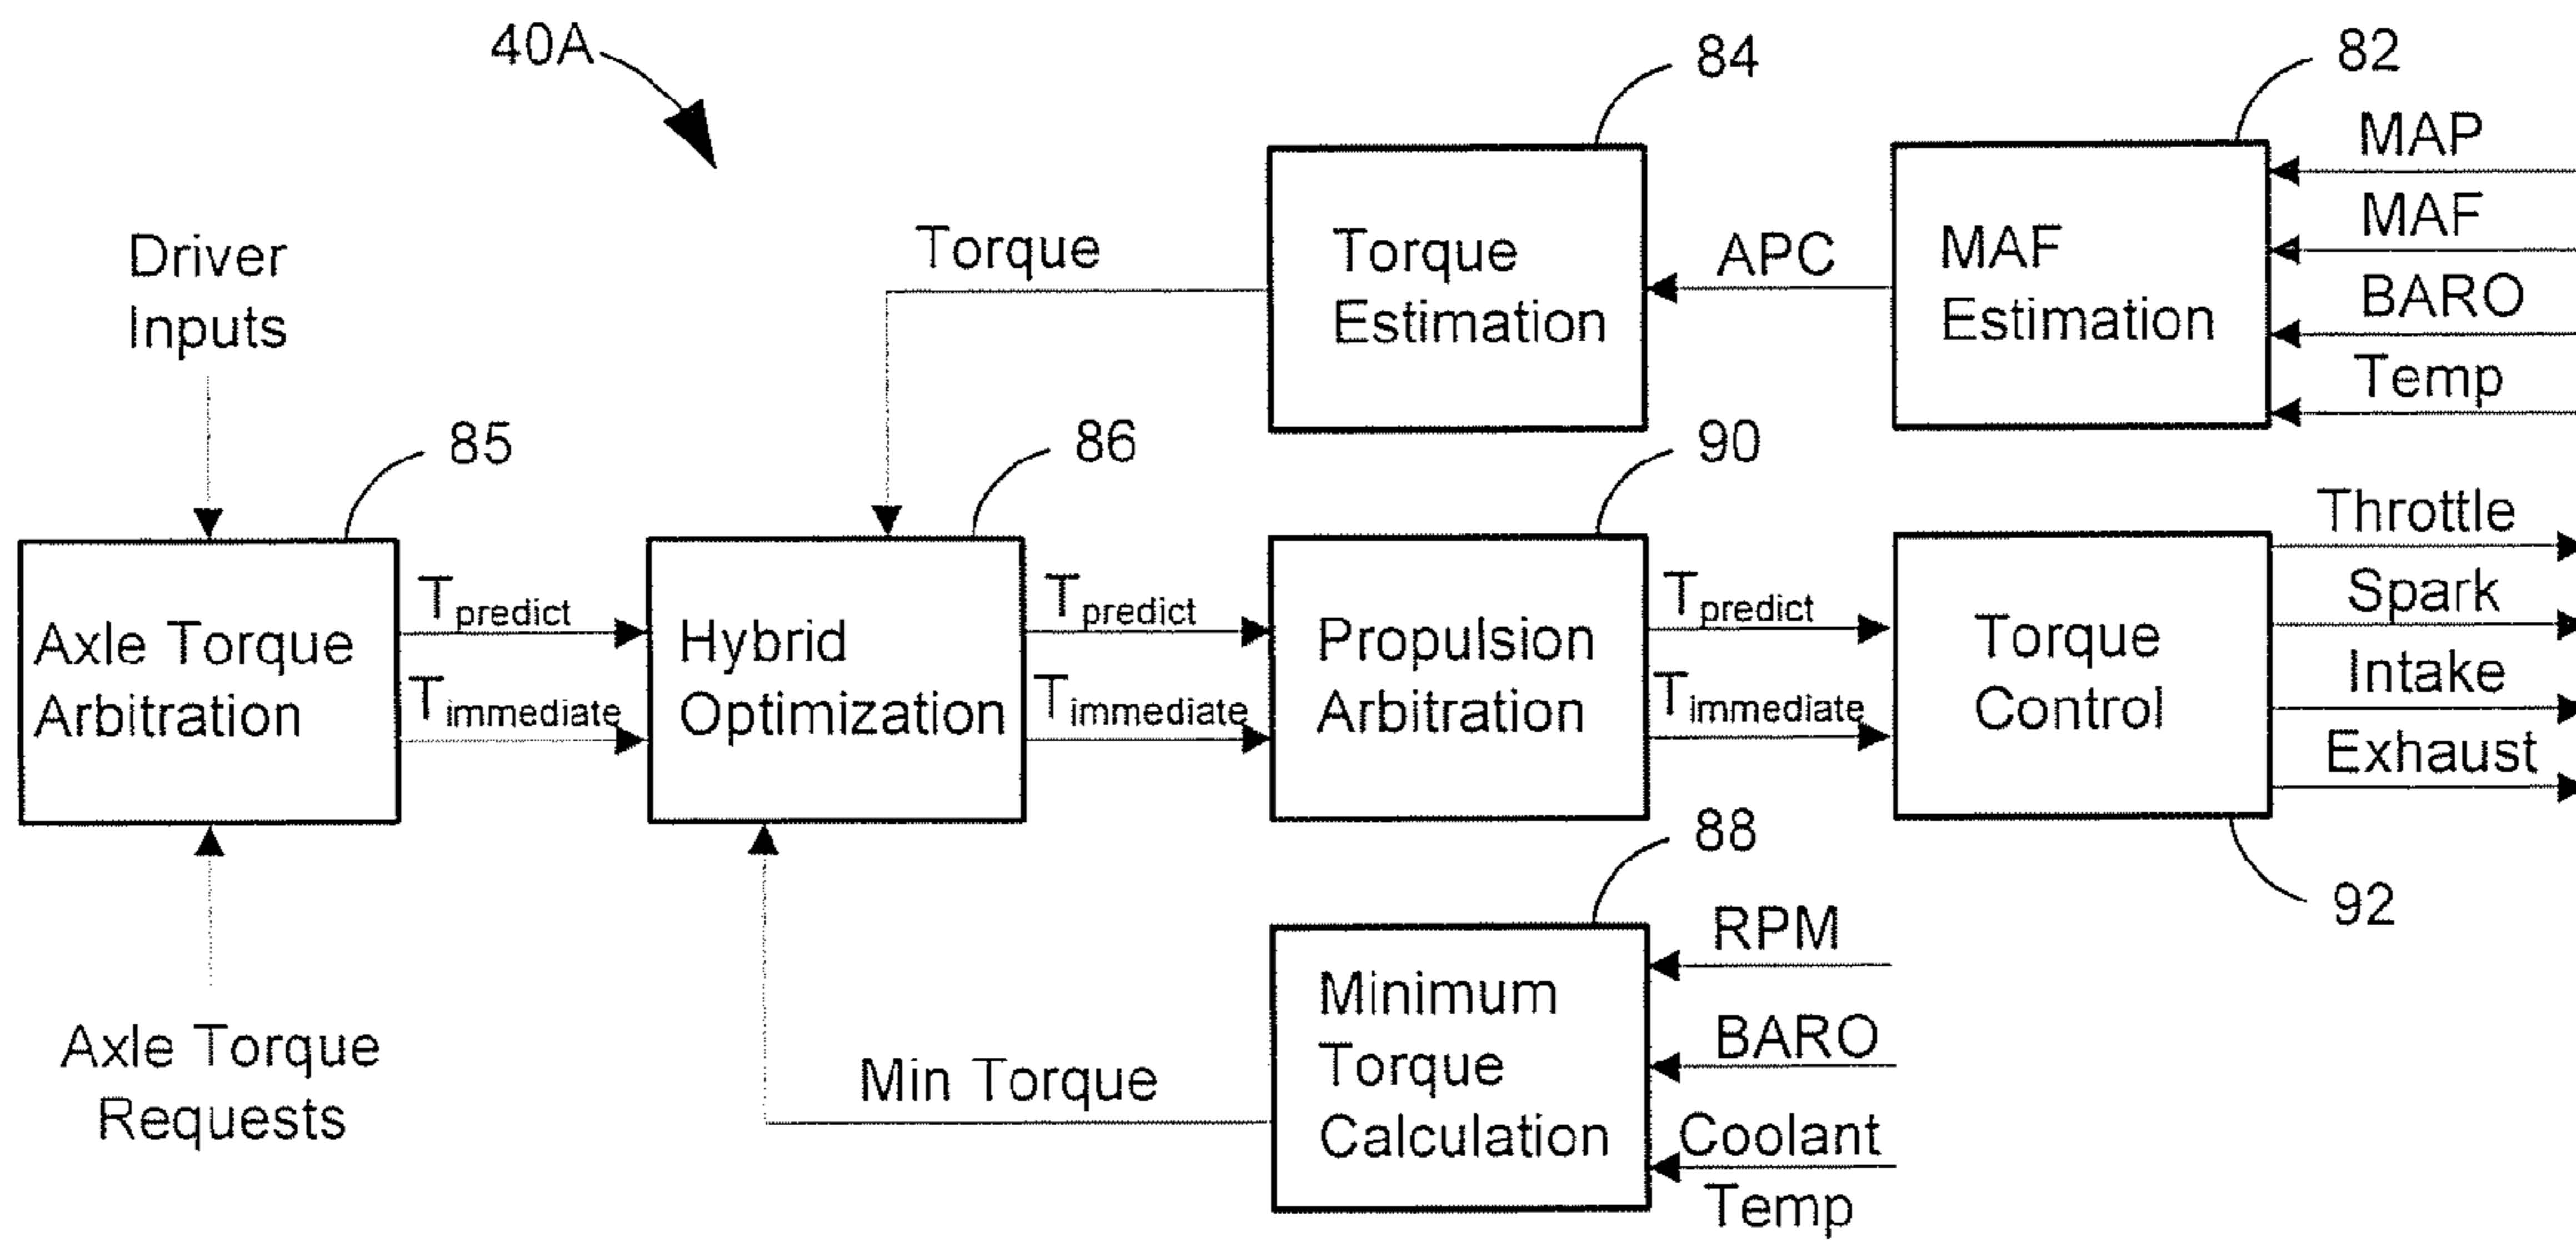 40A
84
82
MAP
MAF
BARO
Temp
Driver
Inputs
Torque
Torque
Estimation
APC
MAF
Estimation
85
86
90
Throttle
Spark
Intake
Exhaust
Axle Torque
Arbitration
Tpredict
Timmediate
Hybrid
Optimization
Tpredict
Timmediate
Propulsion
Arbitration
Tpredict
Timmediate
Torque
Control
88
92
Axle Torque
Requests
Min Torque
Minimum
Torque
Calculation
RPM
BARO
Coolant
Temp